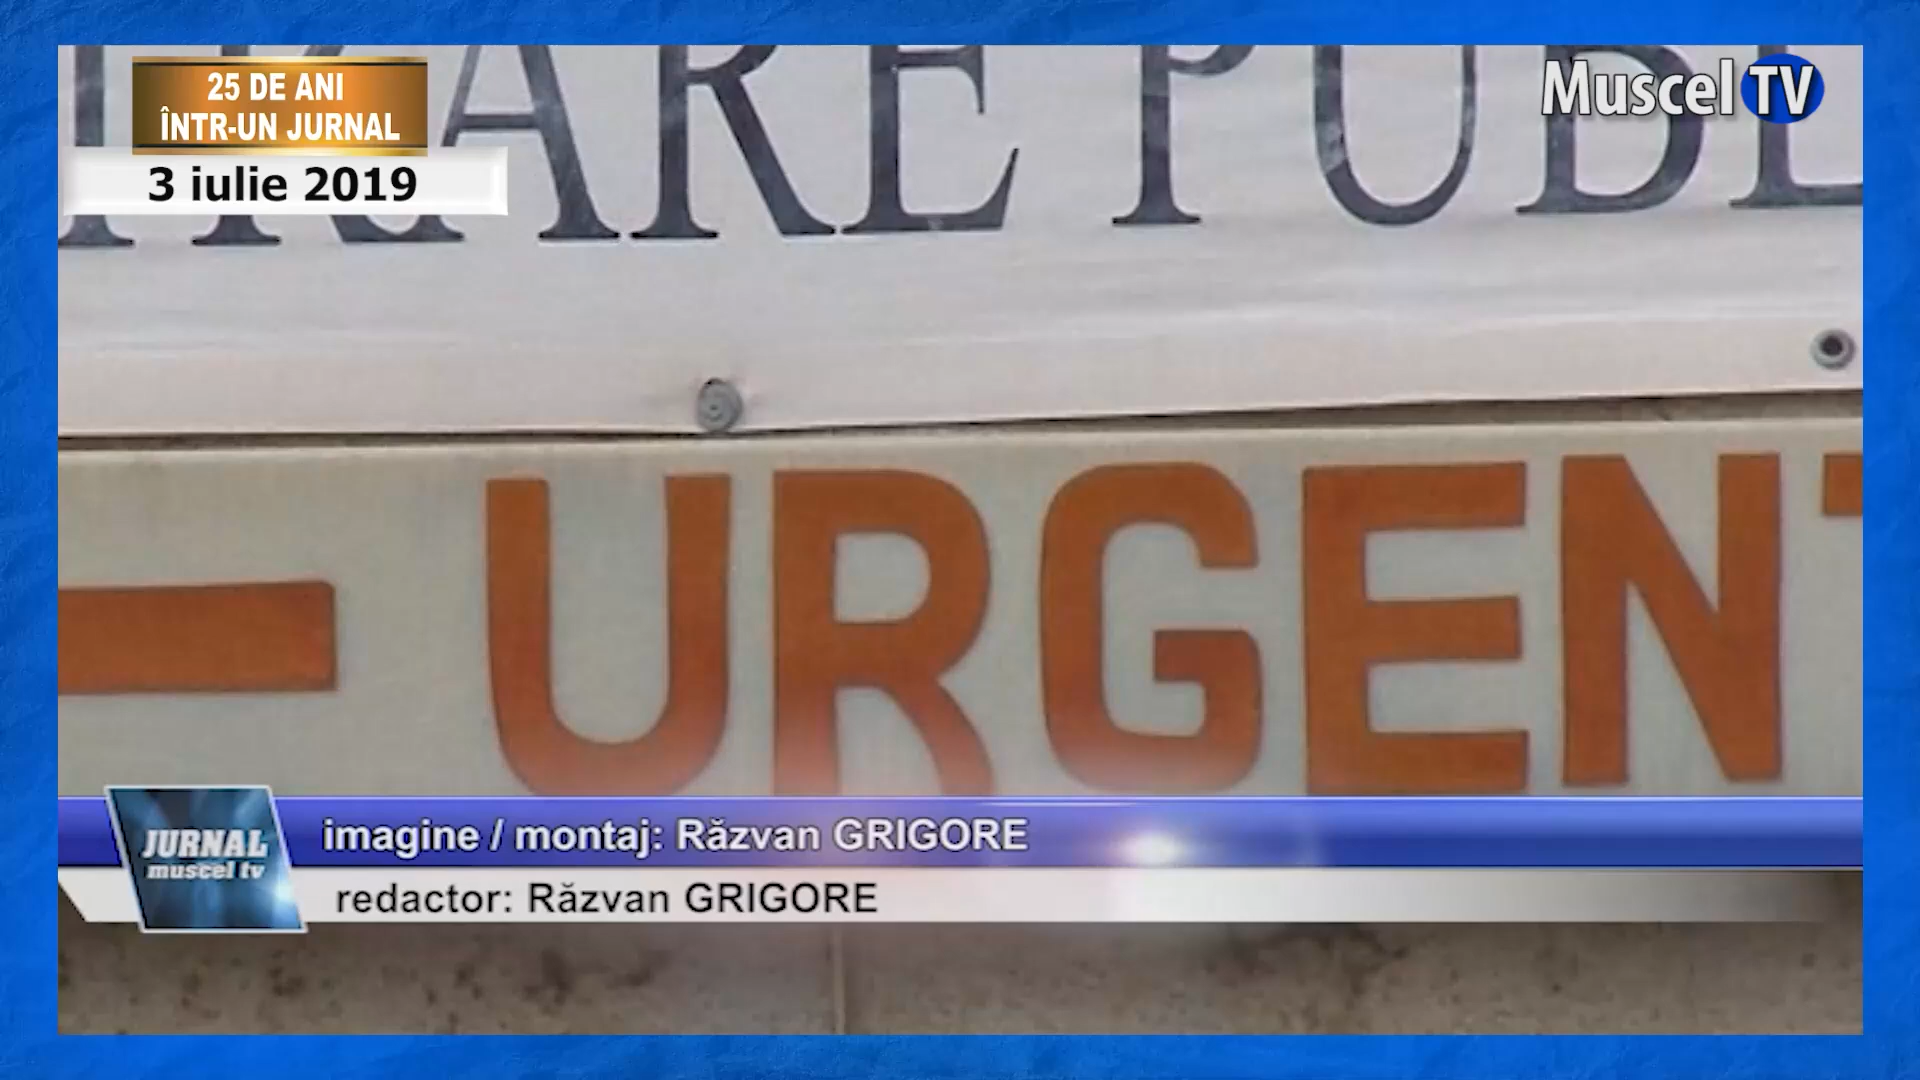 25 DE ANI
ÎNTR-UN JURNAL
3 iulie 2019
Muscel TV
URGENT
imagine / montaj: Răzvan GRIGORE
redactor: Răzvan GRIGORE
JURNAL
muscel tv